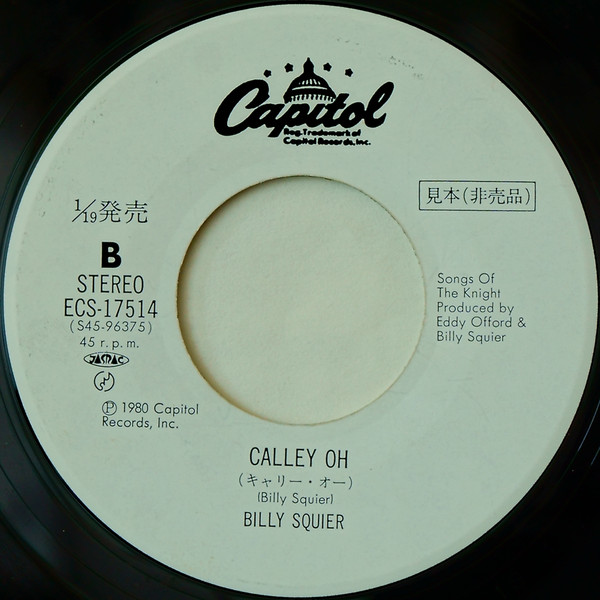 Capitol
Reg. Trademark of
Capitol Records, Inc.
1/19発売
見本(非売品)
B
STEREO
ECS-17514
(S45-96375)
45 r.p.m.
JASRAC
Ⓟ 1980 Capitol
Records, Inc.
Songs Of
The Knight
Produced by
Eddy Offord &
Billy Squier
CALLEY OH
(キャリー・オー)
(Billy Squier)
BILLY SQUIER